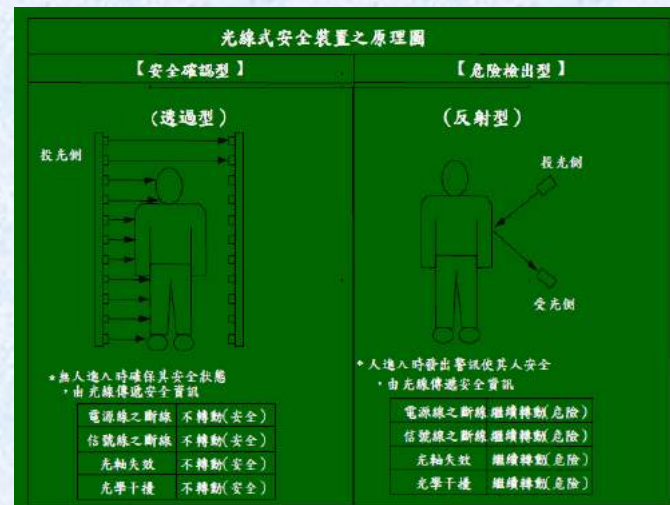 光線式安全裝置之原理圖
【安全確認型】
(透過型)
投光側
*無人進入時確保其安全狀態
，由光線傳遞安全資訊
電源線之斷線 不轉動(安全)
信號線之斷線 不轉動(安全)
光軸失效 不轉動(安全)
光學干擾 不轉動(安全)
【危險檢出型】
(反射型)
投光側
受光側
*人進入時發出警訊使其人安全
，由光線傳遞安全資訊
電源線之斷線 繼續轉動(危險)
信號線之斷線 繼續轉動(危險)
光軸失效 繼續轉動(危險)
光學干擾 繼續轉動(危險)